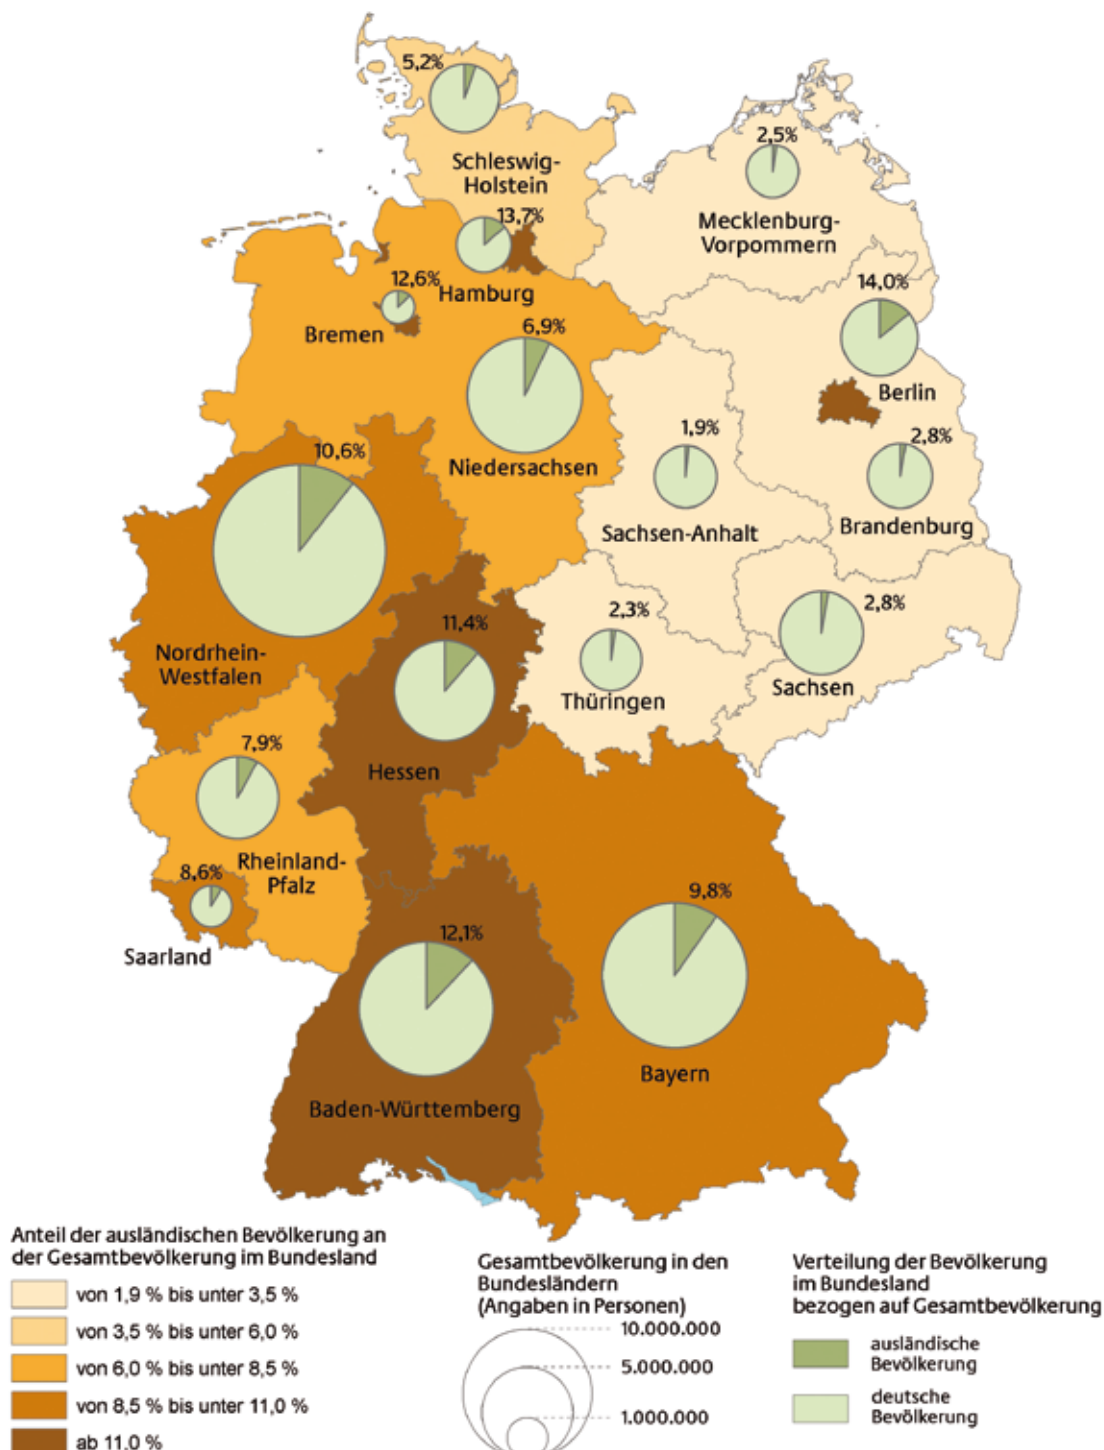 5,2%
Schleswig-
Holstein
2,5%
Mecklenburg-
Vorpommern
13,7%
Hamburg
12,6%
Bremen
14,0%
Berlin
6,9%
Niedersachsen
1,9%
Sachsen-Anhalt
2,8%
Brandenburg
10,6%
Nordrhein-
Westfalen
11,4%
Hessen
2,3%
Thüringen
2,8%
Sachsen
7,9%
Rheinland-
Pfalz
8,6%
Saarland
12,1%
Baden-Württemberg
9,8%
Bayern
Anteil der ausländischen Bevölkerung an
der Gesamtbevölkerung im Bundesland
von 1,9 % bis unter 3,5 %
von 3,5 % bis unter 6,0 %
von 6,0 % bis unter 8,5 %
von 8,5 % bis unter 11,0 %
ab 11,0 %
Gesamtbevölkerung in den
Bundesländern
(Angaben in Personen)
10.000.000
5.000.000
1.000.000
Verteilung der Bevölkerung
im Bundesland
bezogen auf Gesamtbevölkerung
ausländische
Bevölkerung
deutsche
Bevölkerung